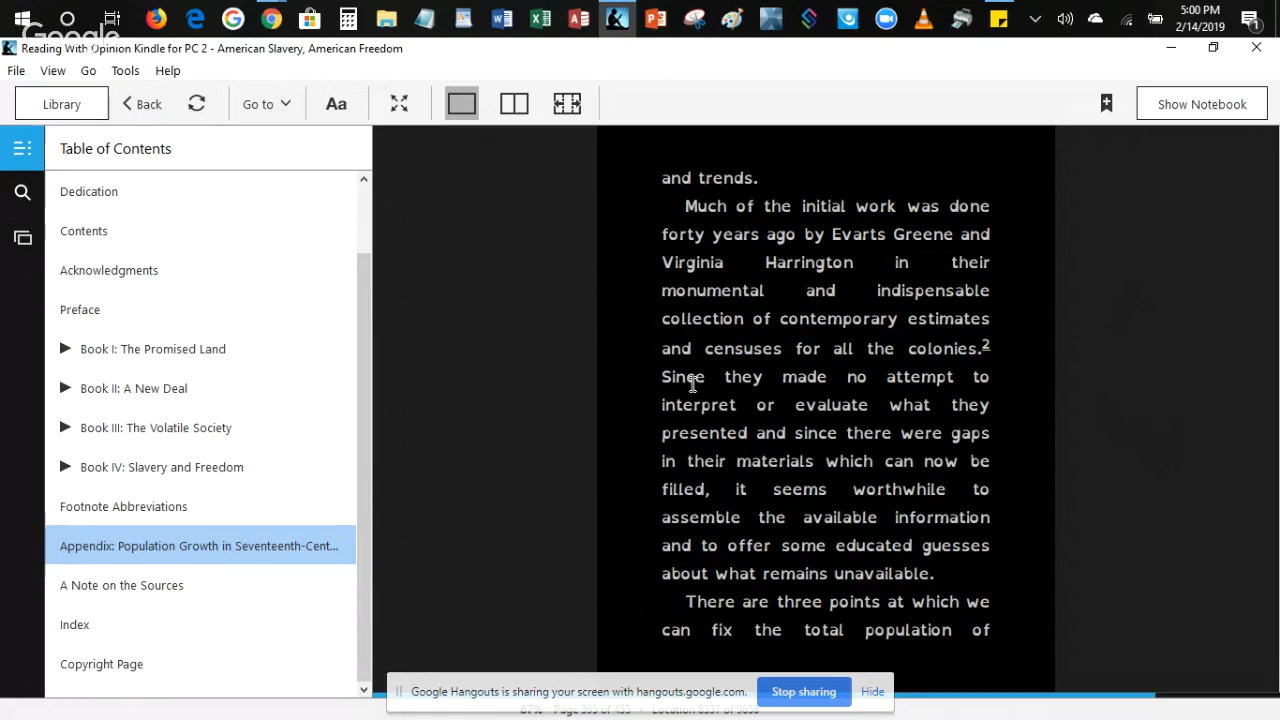 5:00 PM
2/14/2019
Google
Reading With Opinion Kindle for PC 2 - American Slavery, American Freedom
File View Go Tools Help
Library Back Go to Aa Show Notebook
Table of Contents
Dedication
Contents
Acknowledgments
Preface
Book I: The Promised Land
Book II: A New Deal
Book III: The Volatile Society
Book IV: Slavery and Freedom
Footnote Abbreviations
Appendix: Population Growth in Seventeenth-Cent...
A Note on the Sources
Index
Copyright Page
and trends.
Much of the initial work was done
forty years ago by Evarts Greene and
Virginia Harrington in their
monumental and indispensable
collection of contemporary estimates
and censuses for all the colonies.2
Since they made no attempt to
interpret or evaluate what they
presented and since there were gaps
in their materials which can now be
filled, it seems worthwhile to
assemble the available information
and to offer some educated guesses
about what remains unavailable.
There are three points at which we
can fix the total population of
Google Hangouts is sharing your screen with hangouts.google.com. Stop sharing Hide